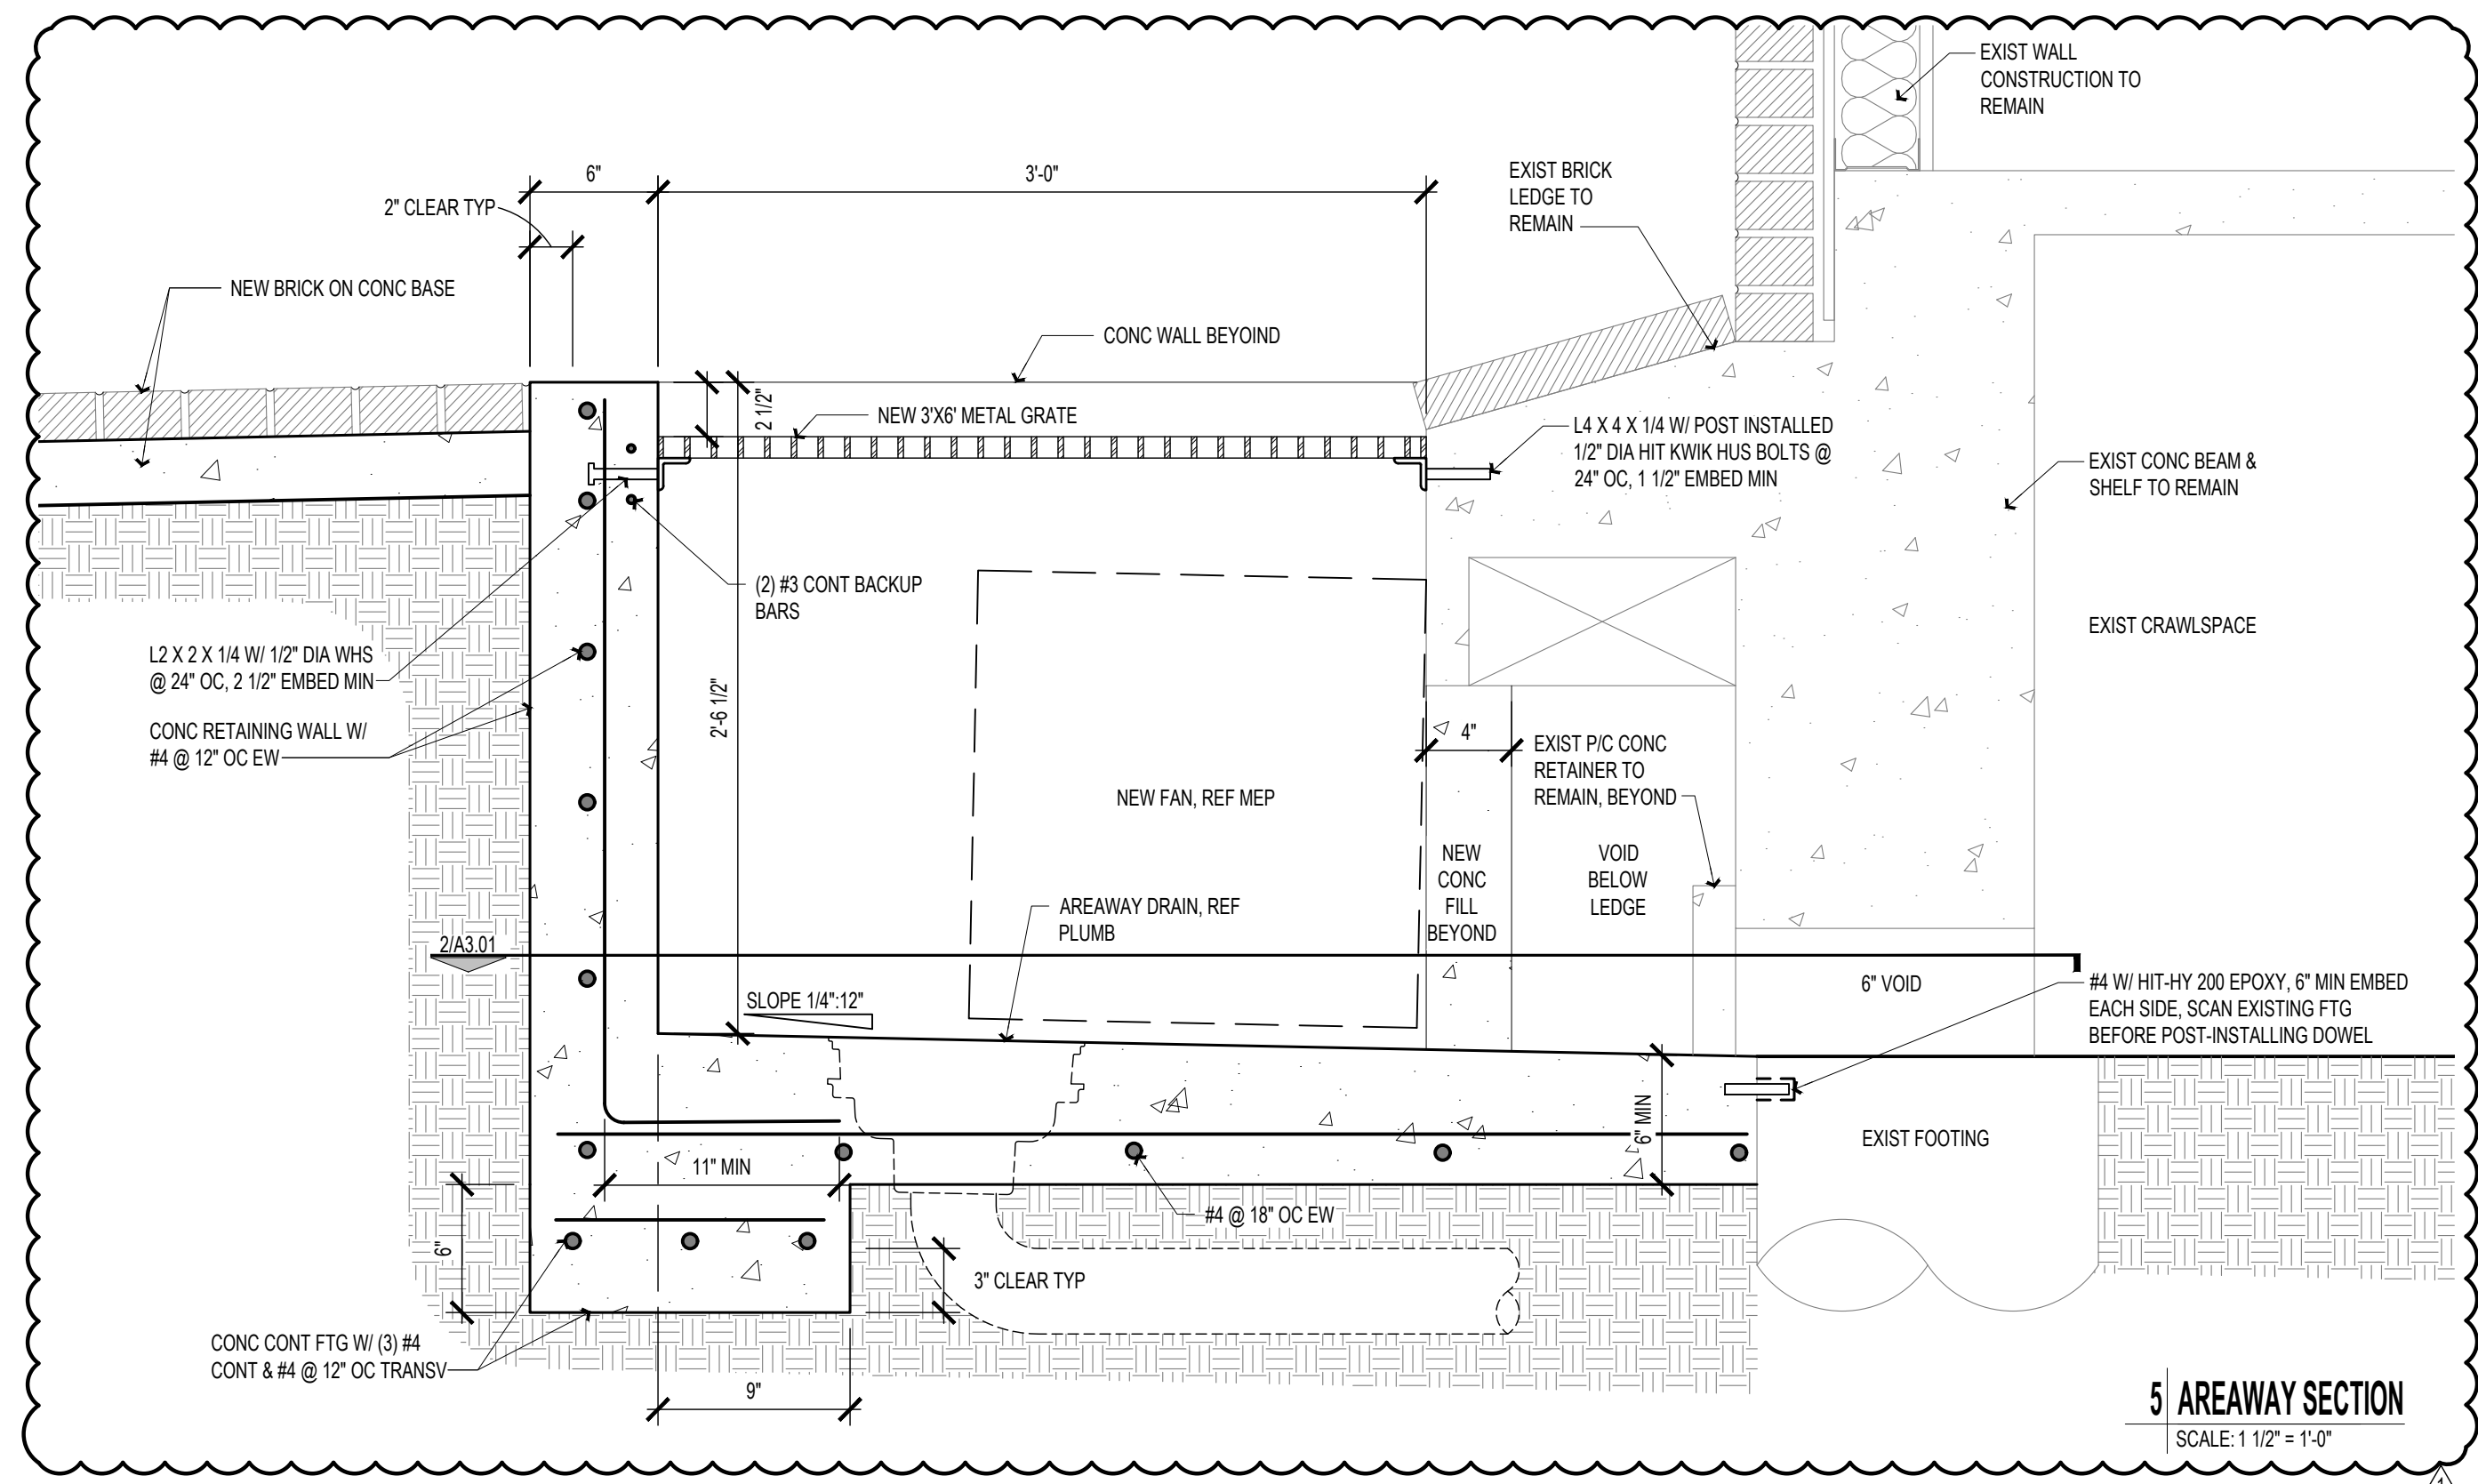 EXIST WALL
CONSTRUCTION TO
REMAIN
6"
3'-0"
EXIST BRICK
LEDGE TO
REMAIN
2" CLEAR TYP
NEW BRICK ON CONC BASE
CONC WALL BEYOIND
2 1/2"
NEW 3'X6' METAL GRATE
L4 X 4 X 1/4 W/ POST INSTALLED
1/2" DIA HIT KWIK HUS BOLTS @
24" OC, 1 1/2" EMBED MIN
EXIST CONC BEAM &
SHELF TO REMAIN
(2) #3 CONT BACKUP
BARS
EXIST CRAWLSPACE
L2 X 2 X 1/4 W/ 1/2" DIA WHS
@ 24" OC, 2 1/2" EMBED MIN
2'-6 1/2"
CONC RETAINING WALL W/
#4 @ 12" OC EW
4"
EXIST P/C CONC
RETAINER TO
REMAIN, BEYOND
NEW FAN, REF MEP
NEW
CONC
FILL
BEYOND
VOID
BELOW
LEDGE
AREAWAY DRAIN, REF
PLUMB
2/A3.01
SLOPE 1/4":12"
6" VOID
#4 W/ HIT-HY 200 EPOXY, 6" MIN EMBED
EACH SIDE, SCAN EXISTING FTG
BEFORE POST-INSTALLING DOWEL
6" MIN
EXIST FOOTING
11" MIN
#4 @ 18" OC EW
6"
3" CLEAR TYP
CONC CONT FTG W/ (3) #4
CONT & #4 @ 12" OC TRANSV
9"
5 AREAWAY SECTION
SCALE: 1 1/2" = 1'-0"
1